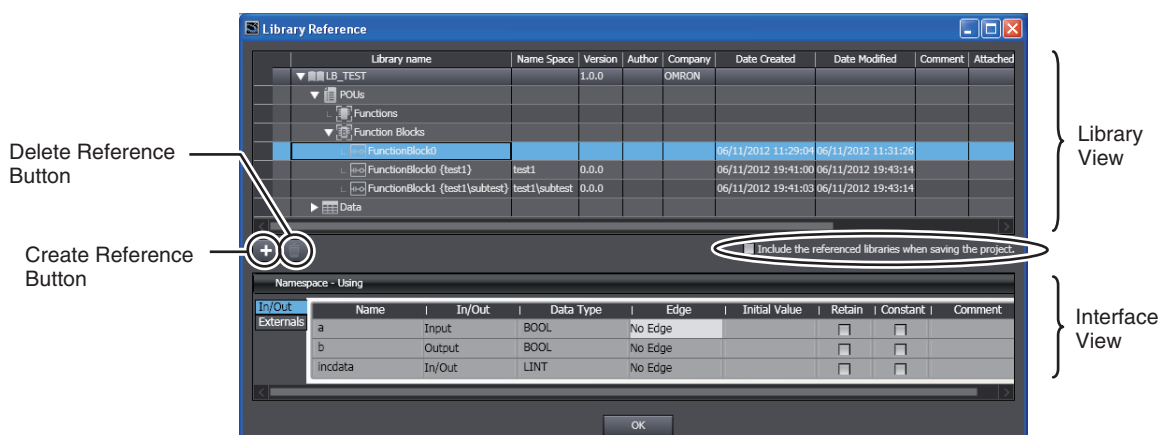 Library Reference
Library name Name Space Version Author Company Date Created Date Modified Comment Attached
LB_TEST 1.0.0 OMRON
POUs
Functions
Function Blocks
FunctionBlock0 06/11/2012 11:29:04 06/11/2012 11:31:26
FunctionBlock0 {test1} test1 0.0.0 06/11/2012 19:41:00 06/11/2012 19:43:14
FunctionBlock1 {test1\subtest} test1\subtest 0.0.0 06/11/2012 19:41:03 06/11/2012 19:43:14
Data
Library
View
Delete Reference
Button
Create Reference
Button
Include the referenced libraries when saving the project.
Namespace - Using
In/Out
Externals
Name In/Out Data Type Edge Initial Value Retain Constant Comment
a Input BOOL No Edge
b Output BOOL No Edge
incdata In/Out LINT No Edge
Interface
View
OK